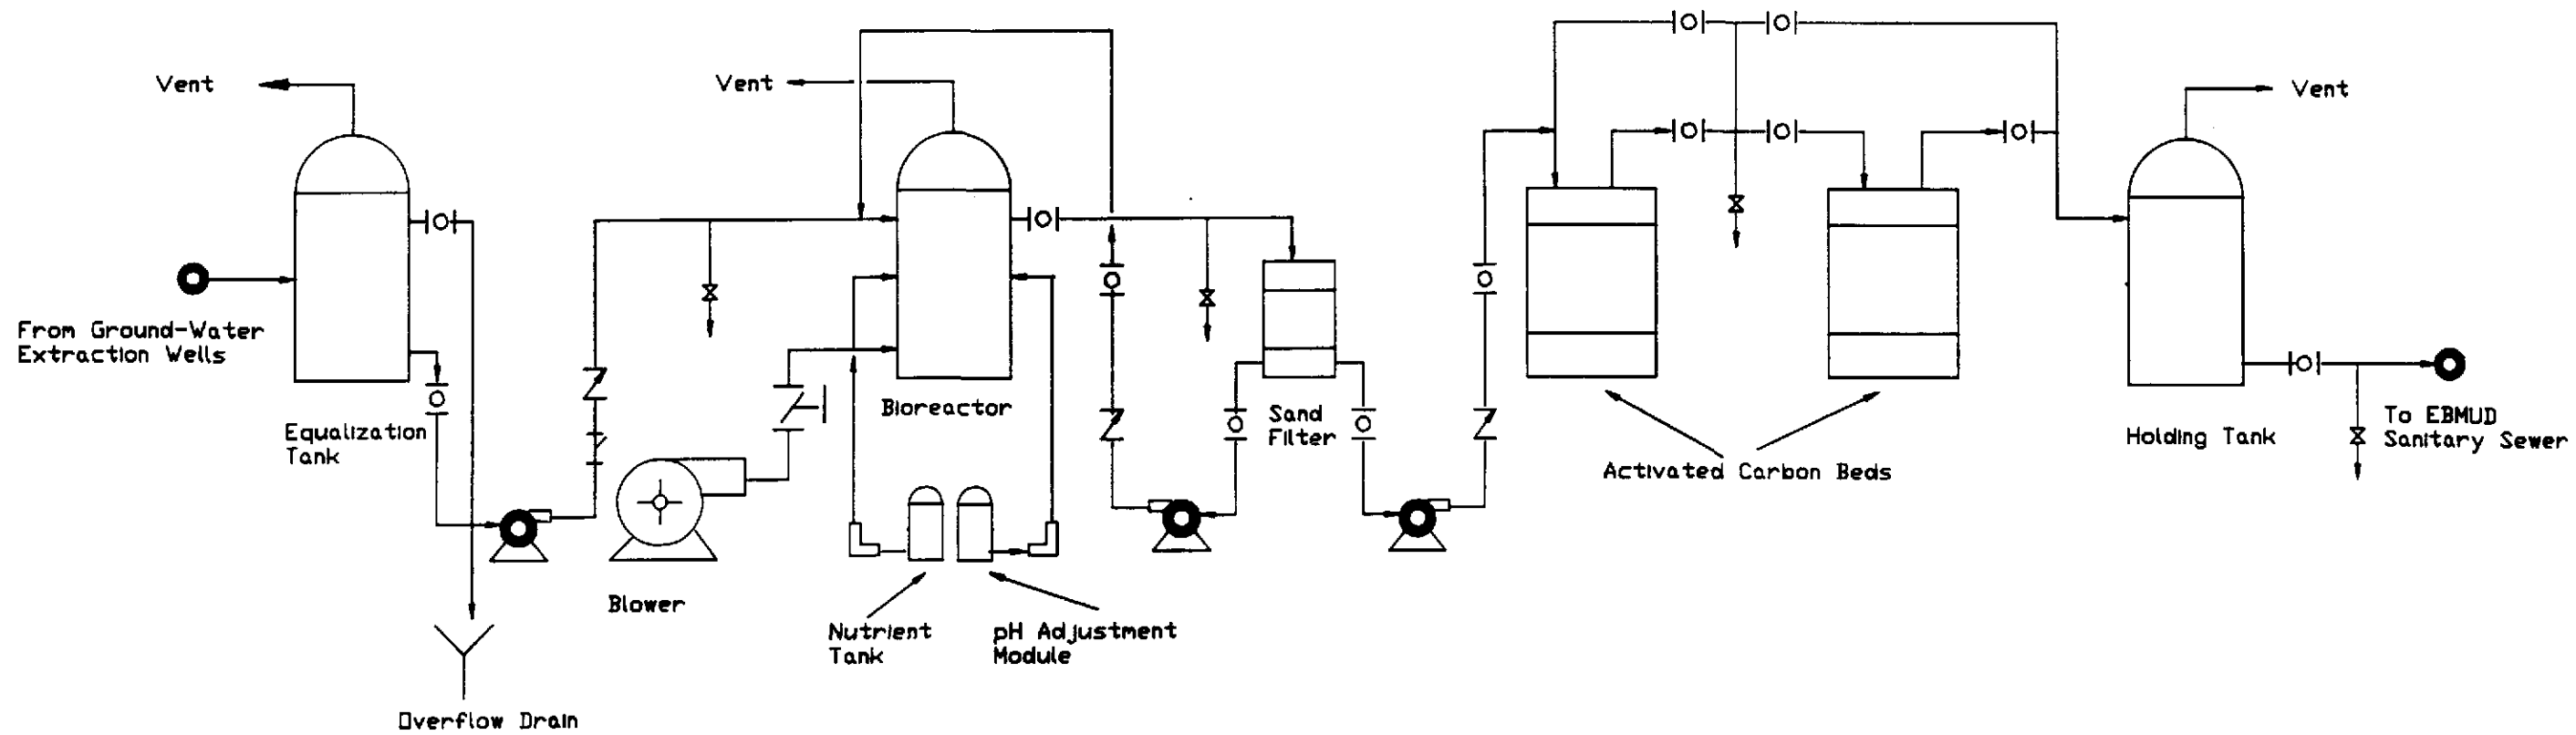 Vent
Vent
Vent
From Ground-Water
Extraction Wells
Equalization
Tank
Bioreactor
Sand
Filter
Activated Carbon Beds
Holding Tank
To EBMUD
Sanitary Sewer
Blower
Nutrient
Tank
pH Adjustment
Module
Overflow Drain